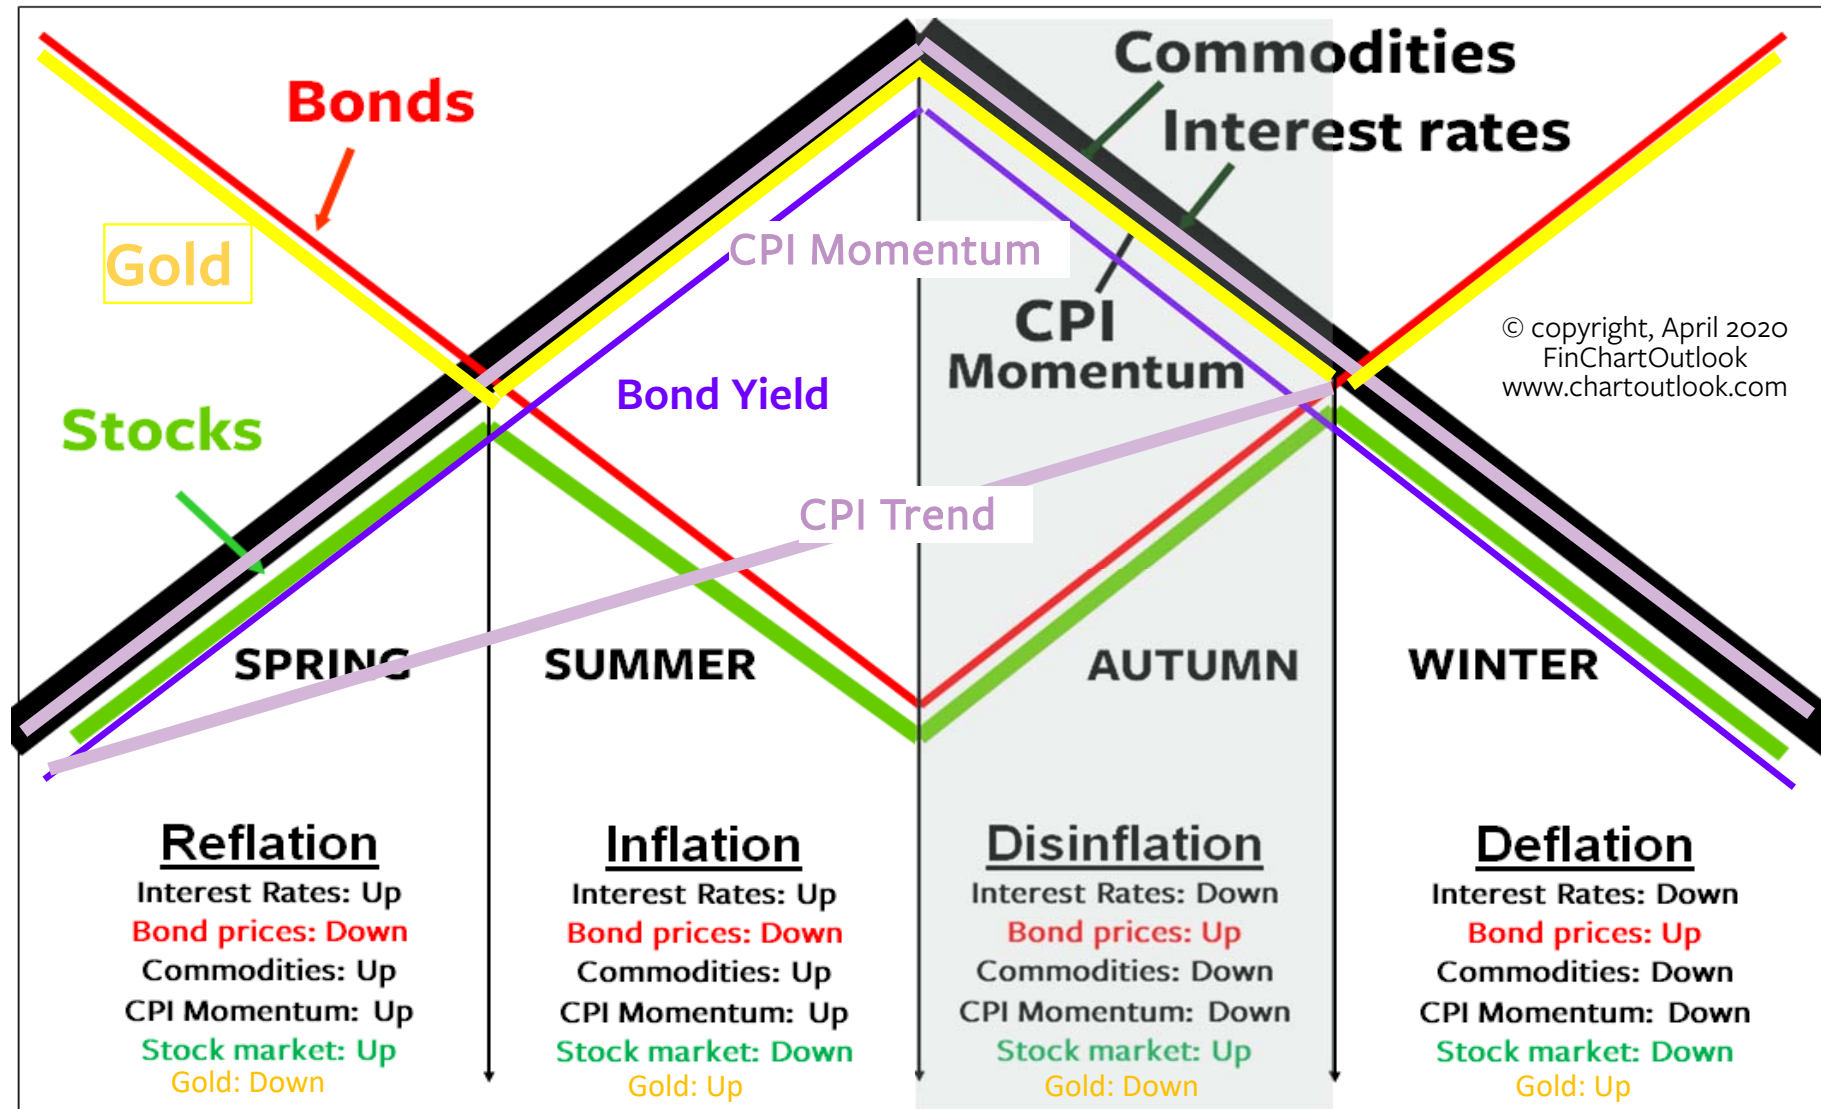 Commodities
Bonds
Interest rates
Gold
CPI Momentum
CPI
Momentum
© copyright, April 2020
FinChartOutlook
www.chartoutlook.com
Bond Yield
Stocks
CPI Trend
SPRING
SUMMER
AUTUMN
WINTER
Reflation
Interest Rates: Up
Bond prices: Down
Commodities: Up
CPI Momentum: Up
Stock market: Up
Gold: Down
Inflation
Interest Rates: Up
Bond prices: Down
Commodities: Up
CPI Momentum: Up
Stock market: Down
Gold: Up
Disinflation
Interest Rates: Down
Bond prices: Up
Commodities: Down
CPI Momentum: Down
Stock market: Up
Gold: Down
Deflation
Interest Rates: Down
Bond prices: Up
Commodities: Down
CPI Momentum: Down
Stock market: Down
Gold: Up